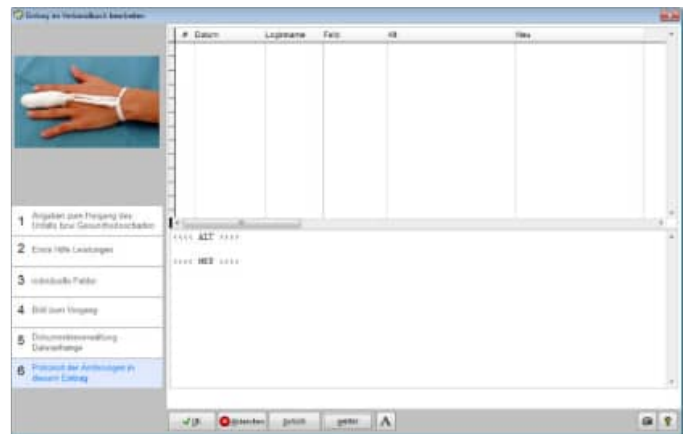 Eintrag im Verbandbuch bearbeiten
# Datum Loginname Feld Alt Neu
1 Angaben zum Hergang des
Unfalls bzw Gesundheitsschaden
2 Erste Hilfe Leistungen
3 individuelle Felder
4 Bild zum Vorgang
5 Dokumentenverwaltung
Dateianhänge
6 Protokoll der Änderungen in
diesem Eintrag
<<<< ALT >>>>
<<<< NEU >>>>
OK Abbrechen zurück weiter A